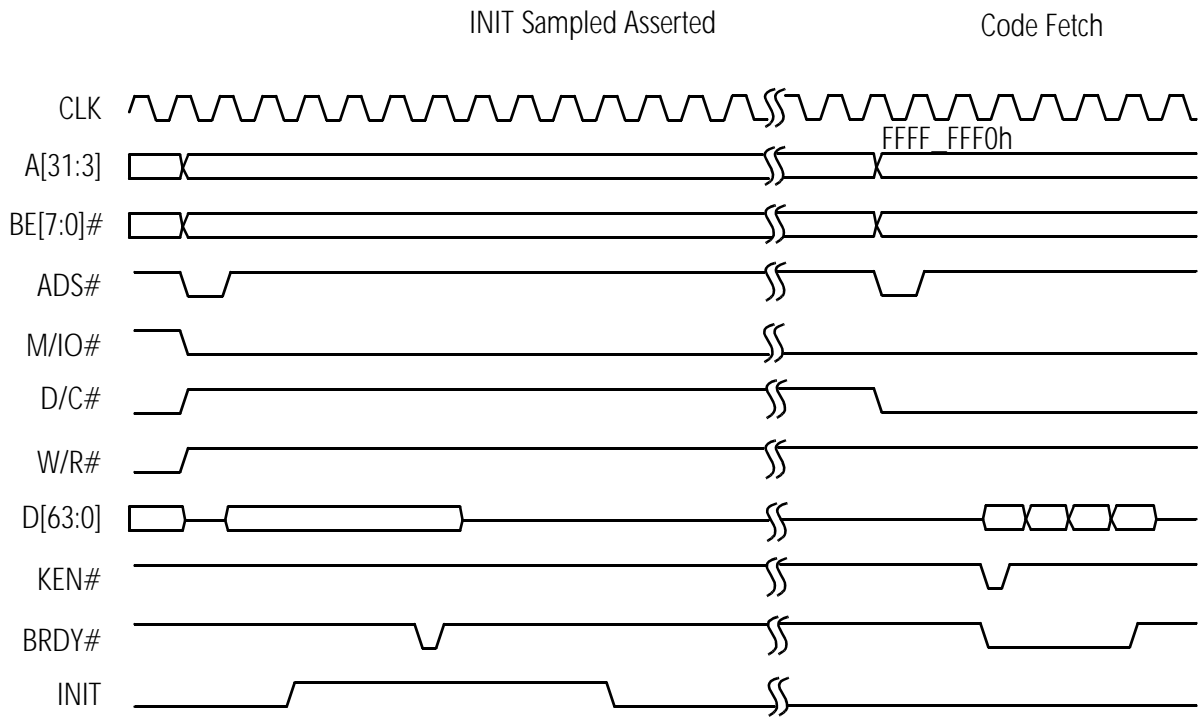 INIT Sampled Asserted
Code Fetch
CLK
FFFF_FFF0h
A[31:3]
BE[7:0]#
ADS#
M/IO#
D/C#
W/R#
D[63:0]
KEN#
BRDY#
INIT